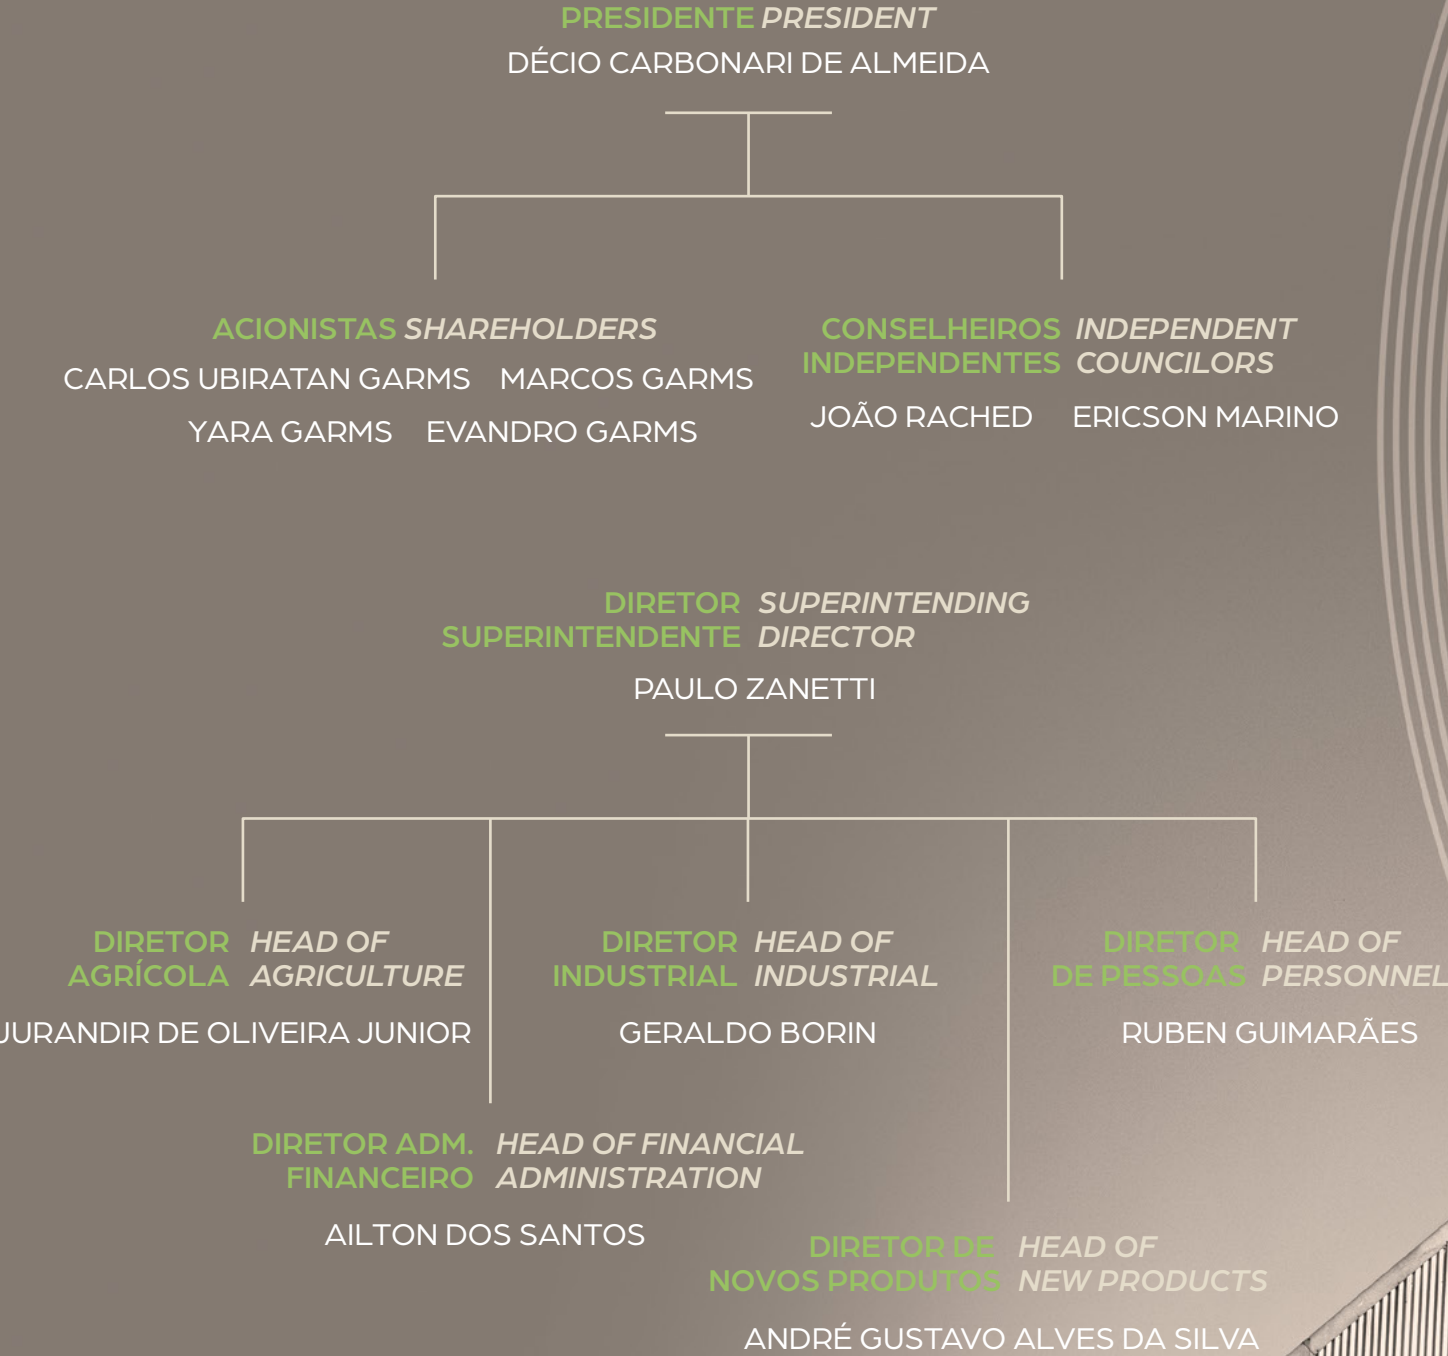 PRESIDENTE PRESIDENT
DÉCIO CARBONARI DE ALMEIDA
ACIONISTAS SHAREHOLDERS
CARLOS UBIRATAN GARMS MARCOS GARMS
YARA GARMS EVANDRO GARMS
CONSELHEIROS INDEPENDENT
INDEPENDENTES COUNCILORS
JOÃO RACHED ERICSON MARINO
DIRETOR SUPERINTENDING
SUPERINTENDENTE DIRECTOR
PAULO ZANETTI
DIRETOR HEAD OF
AGRÍCOLA AGRICULTURE
JURANDIR DE OLIVEIRA JUNIOR
DIRETOR HEAD OF
INDUSTRIAL INDUSTRIAL
GERALDO BORIN
DIRETOR HEAD OF
DE PESSOAS PERSONNEL
RUBEN GUIMARÃES
DIRETOR ADM. HEAD OF FINANCIAL
FINANCEIRO ADMINISTRATION
AILTON DOS SANTOS
DIRETOR DE HEAD OF
NOVOS PRODUTOS NEW PRODUCTS
ANDRÉ GUSTAVO ALVES DA SILVA